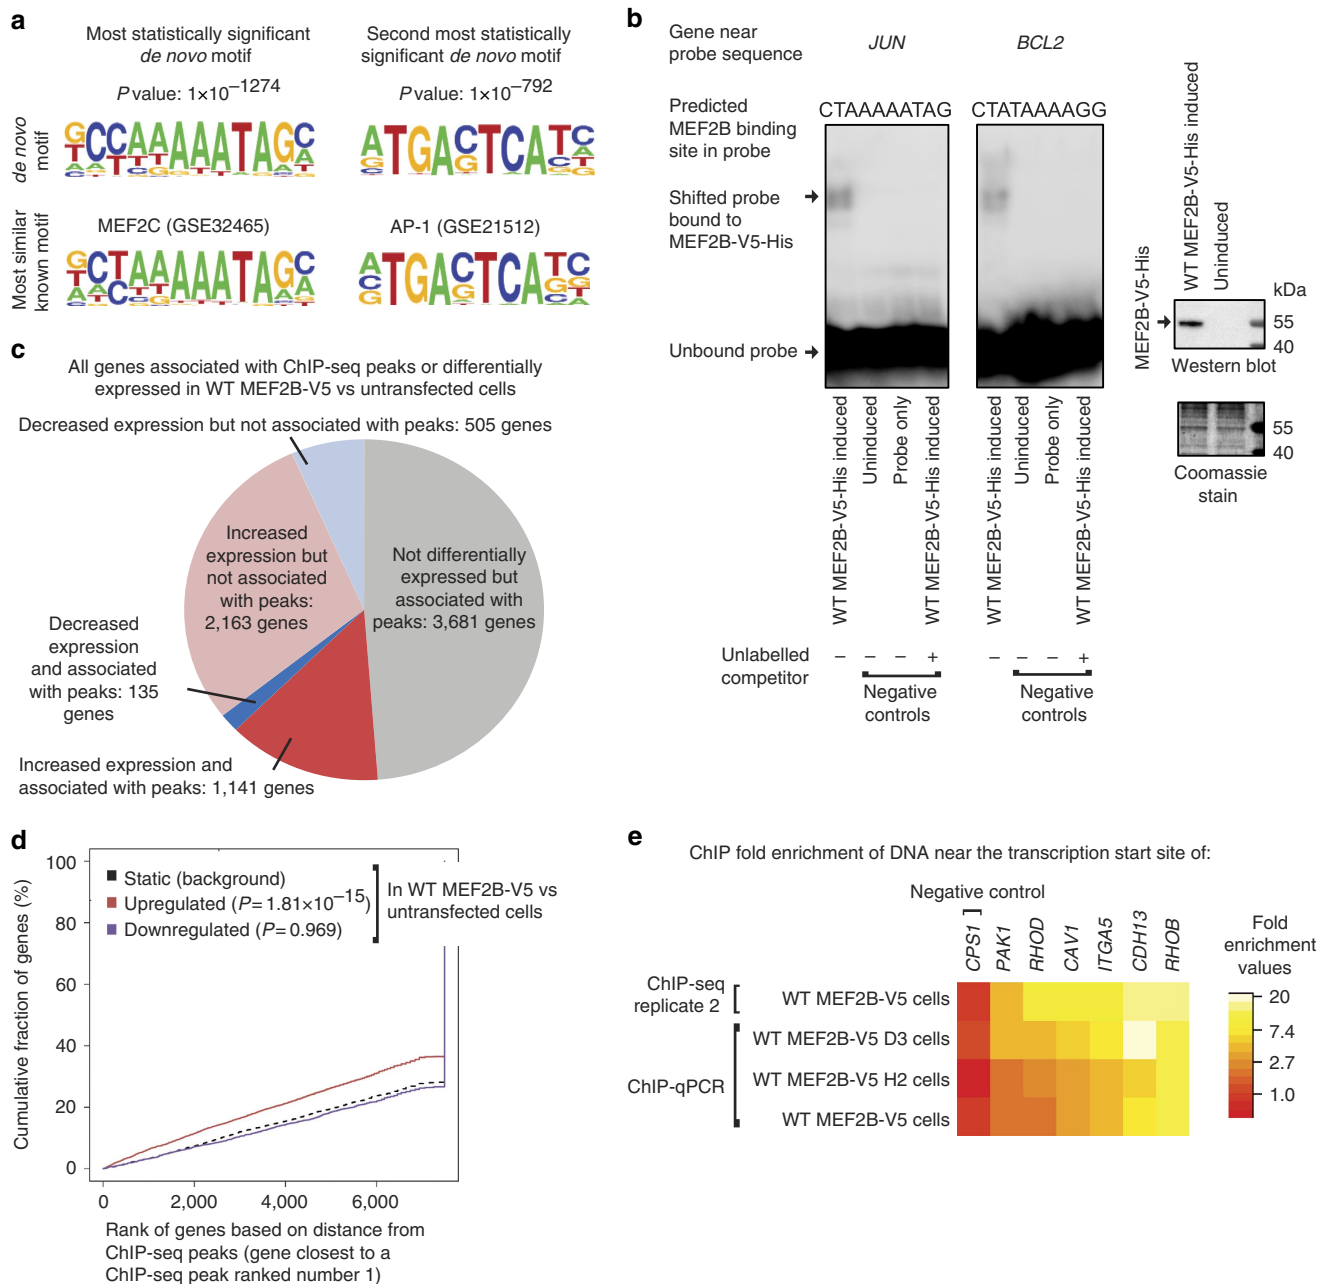 a
Most statistically significant
de novo motif
P value: 1×10−1274
Second most statistically
significant de novo motif
P value: 1×10−792
de novo
motif
Most similar
known motif
MEF2C (GSE32465)
AP-1 (GSE21512)
b
Gene near
probe sequence
JUN
BCL2
Predicted
MEF2B binding
site in probe
CTAAAAATAG
CTATAAAAGG
Shifted probe
bound to
MEF2B-V5-His
Unbound probe
WT MEF2B-V5-His induced
Uninduced
Probe only
WT MEF2B-V5-His induced
WT MEF2B-V5-His induced
Uninduced
Probe only
WT MEF2B-V5-His induced
Unlabelled
competitor
– – – +
– – – +
Negative
controls
Negative
controls
MEF2B-V5-His
WT MEF2B-V5-His induced
Uninduced
kDa
55
40
Western blot
55
40
Coomassie
stain
c
All genes associated with ChIP-seq peaks or differentially
expressed in WT MEF2B-V5 vs untransfected cells
Decreased expression but not associated with peaks: 505 genes
Increased
expression but
not associated
with peaks:
2,163 genes
Not differentially
expressed but
associated with
peaks: 3,681 genes
Decreased
expression
and associated
with peaks: 135
genes
Increased expression and
associated with peaks: 1,141 genes
d
Cumulative fraction of genes (%)
100
80
60
40
20
0
Static (background)
Upregulated (P=1.81×10−15)
Downregulated (P=0.969)
In WT MEF2B-V5 vs
untransfected cells
0
2,000
4,000
6,000
Rank of genes based on distance from
ChIP-seq peaks (gene closest to a
ChIP-seq peak ranked number 1)
e
ChIP fold enrichment of DNA near the transcription start site of:
Negative control
CPS1
PAK1
RHOD
CAV1
ITGA5
CDH13
RHOB
Fold
enrichment
values
20
7.4
2.7
1.0
ChIP-seq
replicate 2
WT MEF2B-V5 cells
ChIP-qPCR
WT MEF2B-V5 D3 cells
WT MEF2B-V5 H2 cells
WT MEF2B-V5 cells